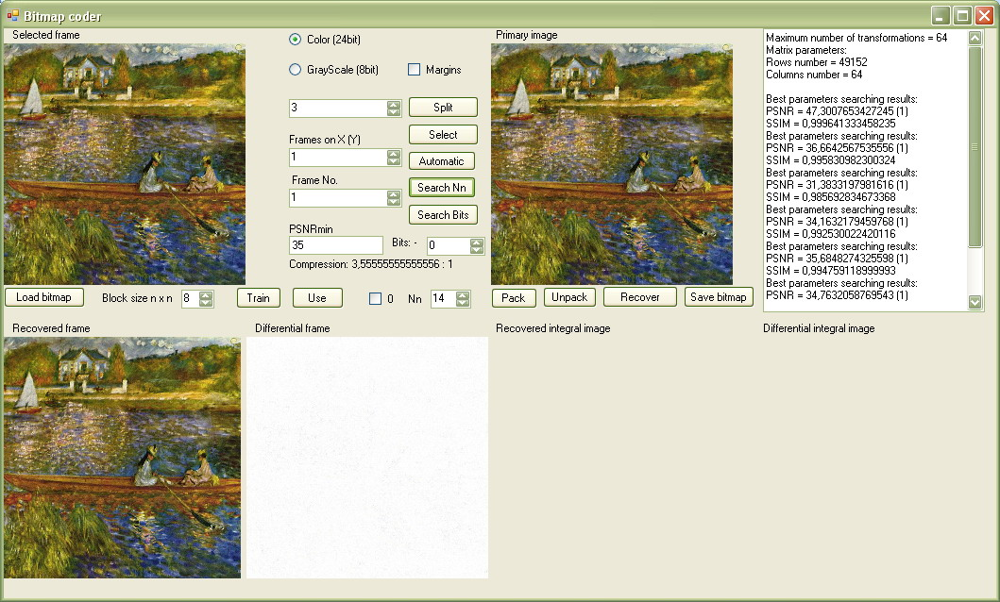 Bitmap coder
Selected frame
Color (24bit)
GrayScale (8bit)
Margins
3
Split
Frames on X (Y)
Select
1
Automatic
Frame No.
Search Nn
1
Search Bits
PSNRmin
35
Bits: -
0
Compression: 3,55555555555556 : 1
Primary image
Maximum number of transformations = 64
Matrix parameters:
Rows number = 49152
Columns number = 64
Best parameters searching results:
PSNR = 47,3007653427245 (1)
SSIM = 0,999641333458235
Best parameters searching results:
PSNR = 36,6642567535556 (1)
SSIM = 0,995830982300324
Best parameters searching results:
PSNR = 31,3833197981616 (1)
SSIM = 0,985692834673368
Best parameters searching results:
PSNR = 34,1632179459768 (1)
SSIM = 0,992530022420116
Best parameters searching results:
PSNR = 35,6848274325598 (1)
SSIM = 0,994759118999993
Best parameters searching results:
PSNR = 34,7632058769543 (1)
Load bitmap
Block size n x n
8
Train
Use
0
Nn
14
Pack
Unpack
Recover
Save bitmap
Recovered frame
Differential frame
Recovered integral image
Differential integral image